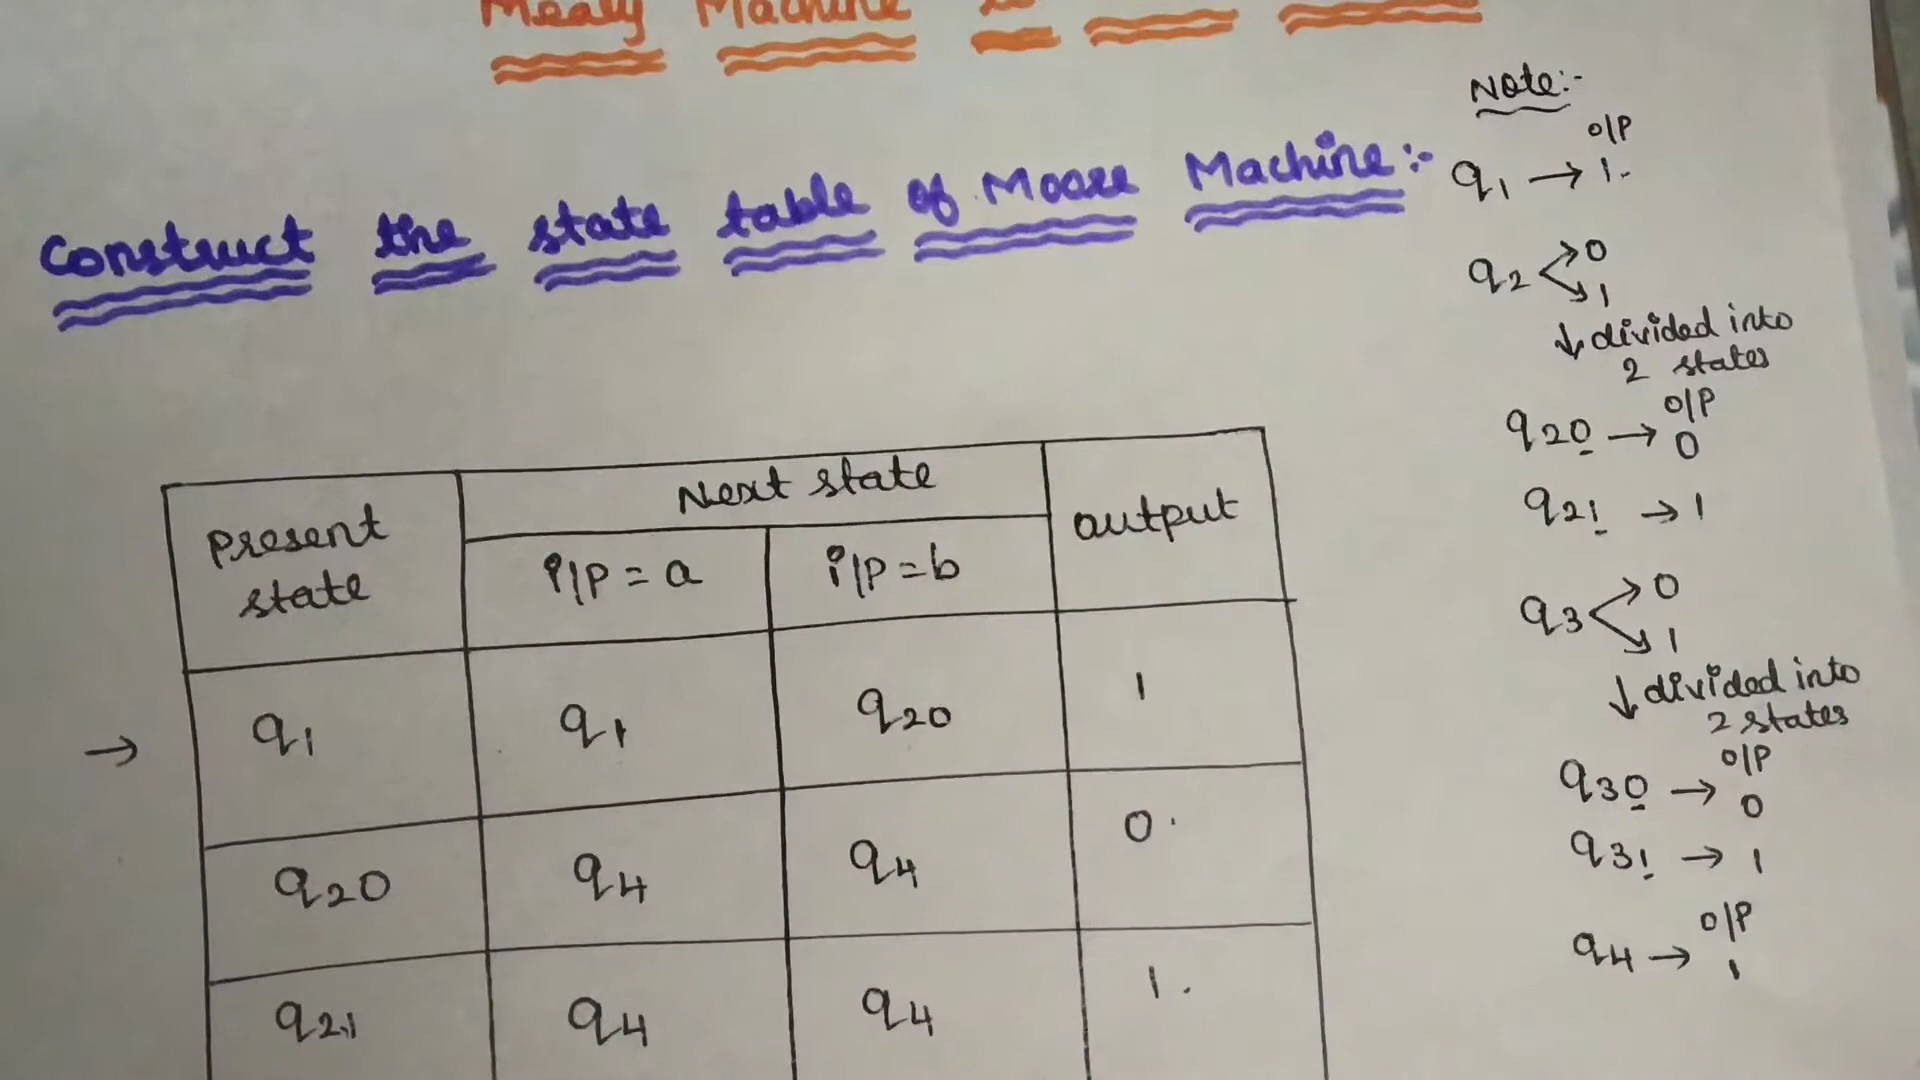 Mealy Machine
Construct the state table of Moore Machine:-
Present state
Next state
output
i/p = a
i/p = b
→ q1 q1 q20 1
q20 q4 q4 0
q21 q4 q4 1
Note:-
o/p
q1 → 1
q2 0
1
↓ divided into
2 states
o/p
q20 → 0
q21 → 1
q3 0
1
↓ divided into
2 states
o/p
q30 → 0
q31 → 1
o/p
q4 → 1